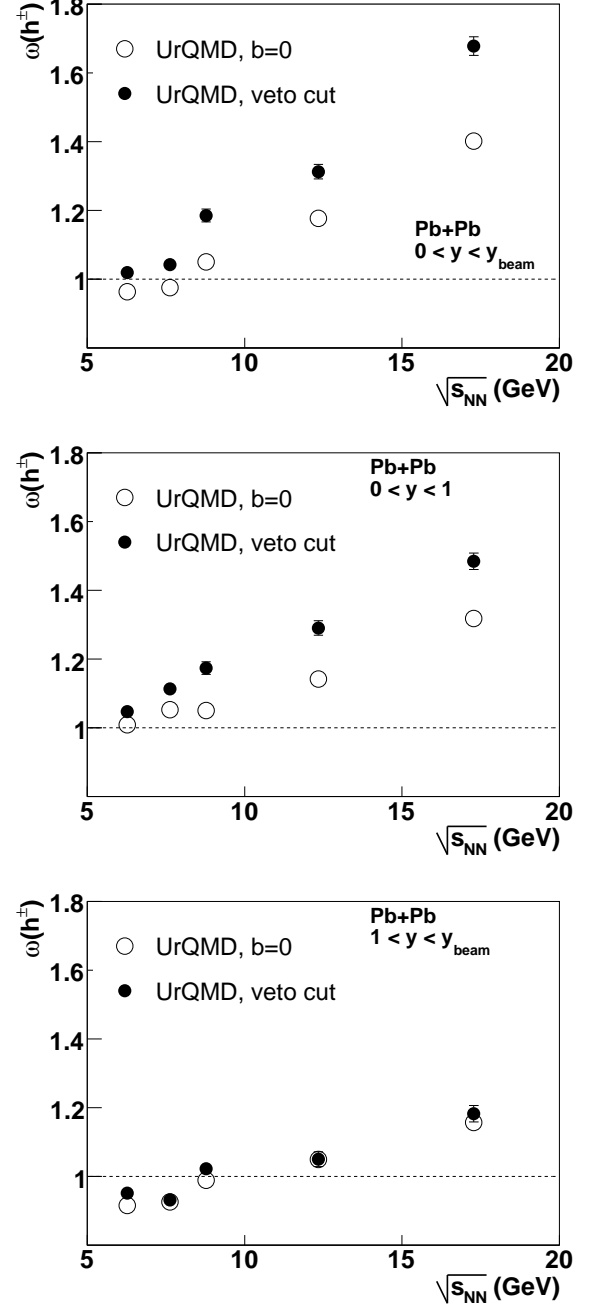 ω(h±)
1.8
1.6
1.4
1.2
1
UrQMD, b=0
UrQMD, veto cut
Pb+Pb
0 < y < y_beam
5 10 15 20
√s_NN (GeV)
ω(h±)
1.8
1.6
1.4
1.2
1
Pb+Pb
0 < y < 1
UrQMD, b=0
UrQMD, veto cut
5 10 15 20
√s_NN (GeV)
ω(h±)
1.8
1.6
1.4
1.2
1
Pb+Pb
1 < y < y_beam
UrQMD, b=0
UrQMD, veto cut
5 10 15 20
√s_NN (GeV)